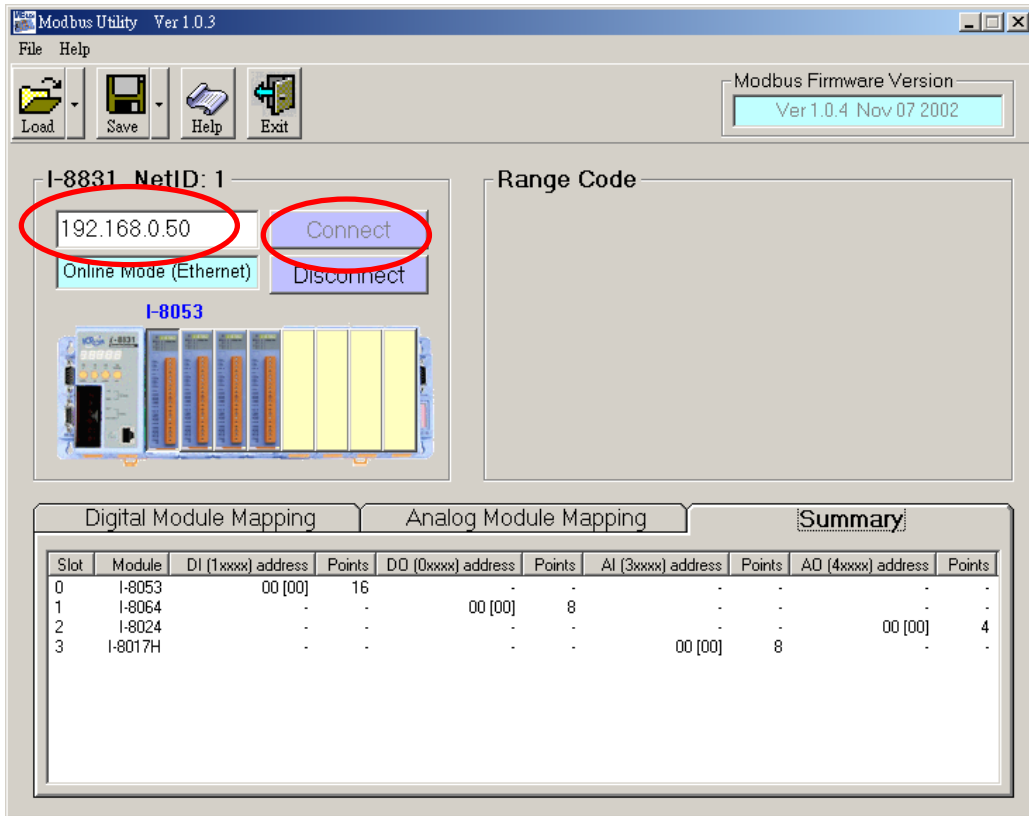 Modbus Utility Ver 1.0.3
File Help
Load Save Help Exit
Modbus Firmware Version
Ver 1.0.4 Nov 07 2002
I-8831 NetID: 1
192.168.0.50 Connect
Online Mode (Ethernet) Disconnect
I-8053
i-8831
88888
Range Code
Digital Module Mapping Analog Module Mapping Summary
Slot Module DI (1xxxx) address Points DO (0xxxx) address Points AI (3xxxx) address Points AO (4xxxx) address Points
0 I-8053 00 [00] 16 - - - - - -
1 I-8064 - - 00 [00] 8 - - - -
2 I-8024 - - - - - - 00 [00] 4
3 I-8017H - - - - 00 [00] 8 - -